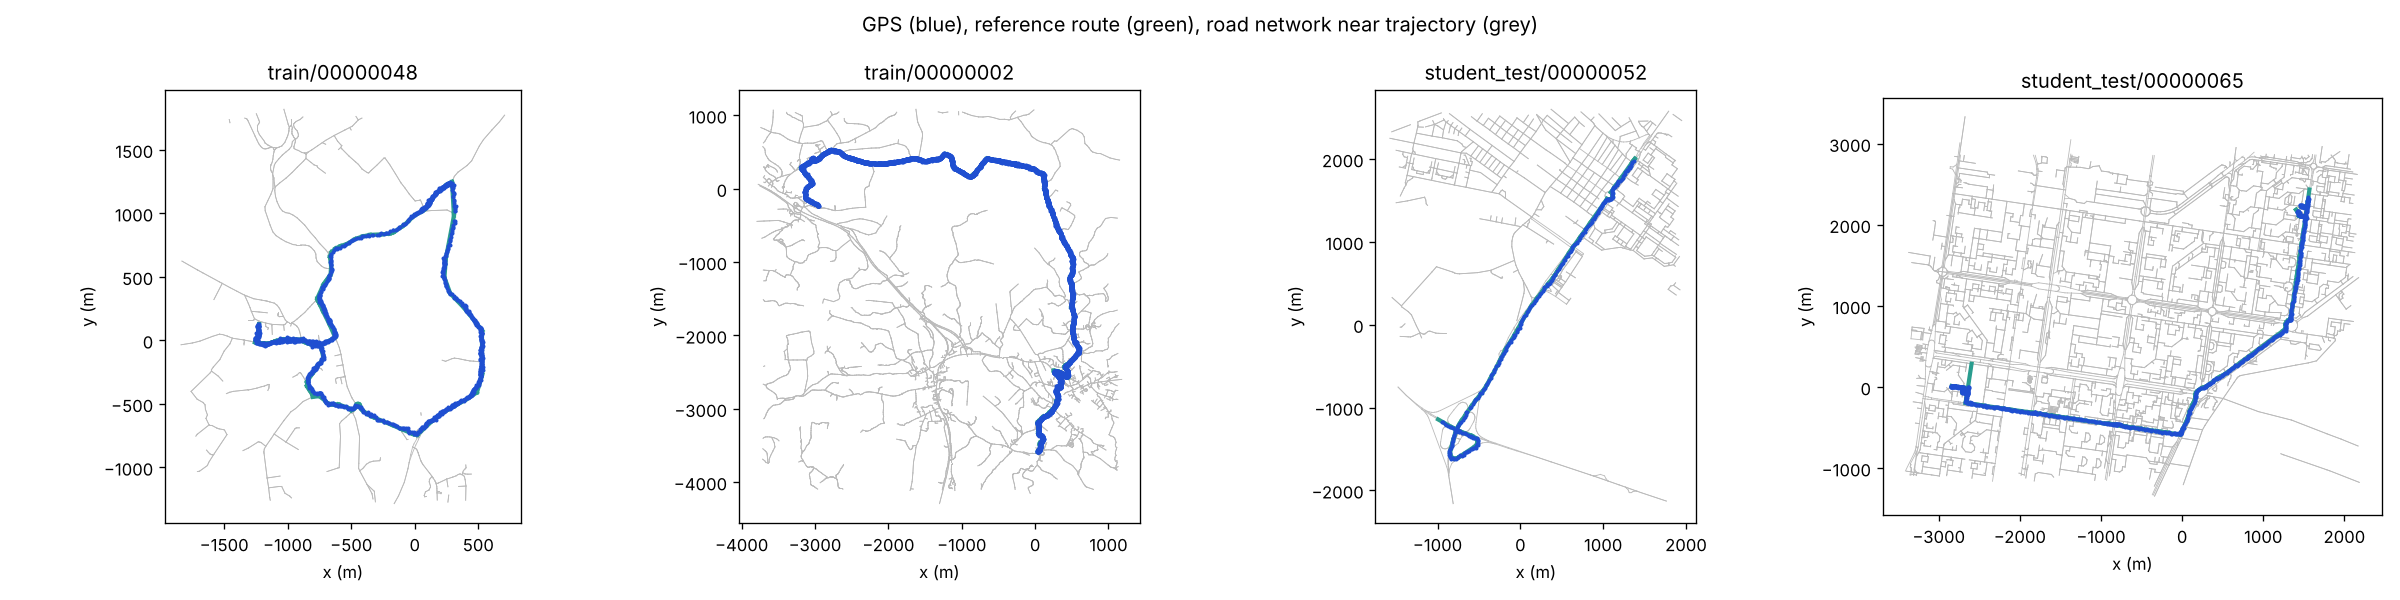 GPS (blue), reference route (green), road network near trajectory (grey)
train/00000048
1500
1000
500
0
−500
−1000
y (m)
−1500 −1000 −500 0 500
x (m)
train/00000002
1000
0
−1000
−2000
−3000
−4000
y (m)
−4000 −3000 −2000 −1000 0 1000
x (m)
student_test/00000052
2000
1000
0
−1000
−2000
y (m)
−1000 0 1000 2000
x (m)
student_test/00000065
3000
2000
1000
0
−1000
y (m)
−3000 −2000 −1000 0 1000 2000
x (m)